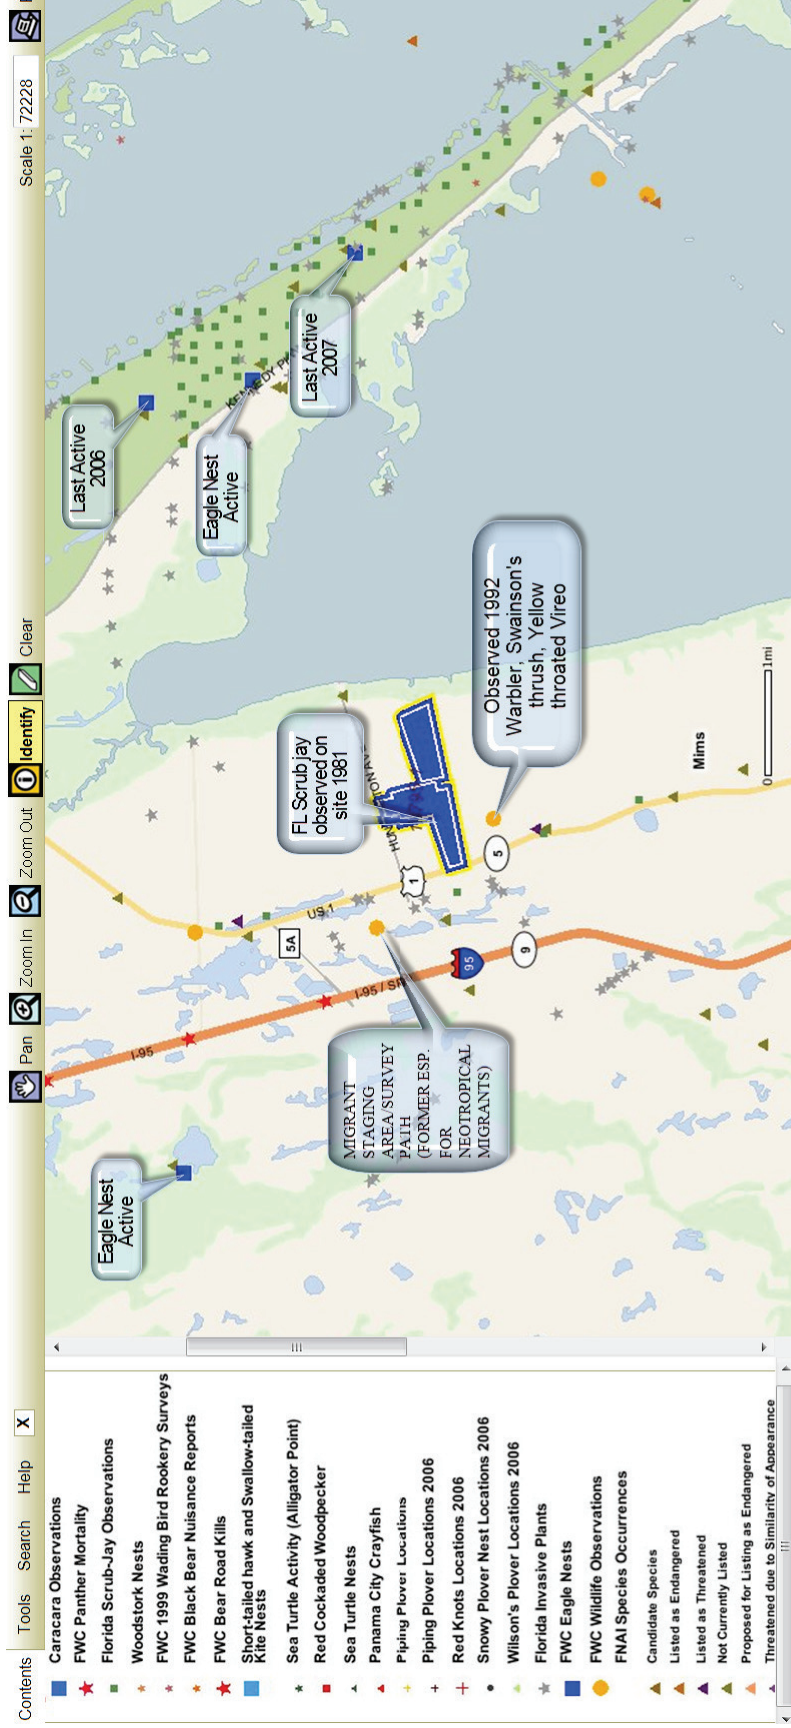 Contents Tools Search Help X
Pan Zoom In Zoom Out Identify Clear Scale 1: 72228
Caracara Observations
FWC Panther Mortality
Florida Scrub-Jay Observations
Woodstork Nests
FWC 1999 Wading Bird Rookery Surveys
FWC Black Bear Nuisance Reports
FWC Bear Road Kills
Short-tailed hawk and Swallow-tailed
Kite Nests
Sea Turtle Activity (Alligator Point)
Red Cockaded Woodpecker
Sea Turtle Nests
Panama City Crayfish
Piping Plover Locations
Piping Plover Locations 2006
Red Knots Locations 2006
Snowy Plover Nest Locations 2006
Wilson's Plover Locations 2006
Florida Invasive Plants
FWC Eagle Nests
FWC Wildlife Observations
FNAI Species Occurrences
Candidate Species
Listed as Endangered
Listed as Threatened
Not Currently Listed
Proposed for Listing as Endangered
Threatened due to Similarity of Appearance
Eagle Nest
Active
MIGRANT
STAGING
AREA/SURVEY
PATH
(FORMER ESP.
FOR
NEOTROPICAL
MIGRANTS)
I-95
I-95 / SR
95
9
5A
US 1
1
5
FL Scrub jay
observed on
site 1981
Observed 1992
Warbler, Swainson's
thrush, Yellow
throated Vireo
Mims
0 1mi
Last Active
2006
Eagle Nest
Active
Last Active
2007